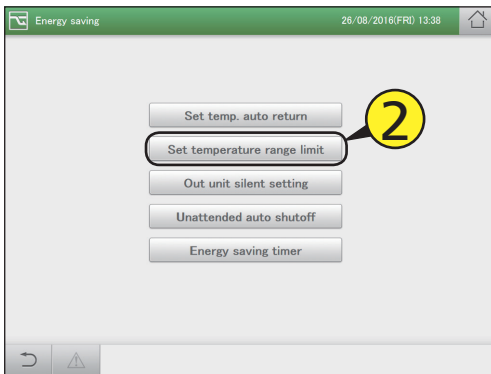 Energy saving
26/08/2016(FRI) 13:38
Set temp. auto return
Set temperature range limit
2
Out unit silent setting
Unattended auto shutoff
Energy saving timer